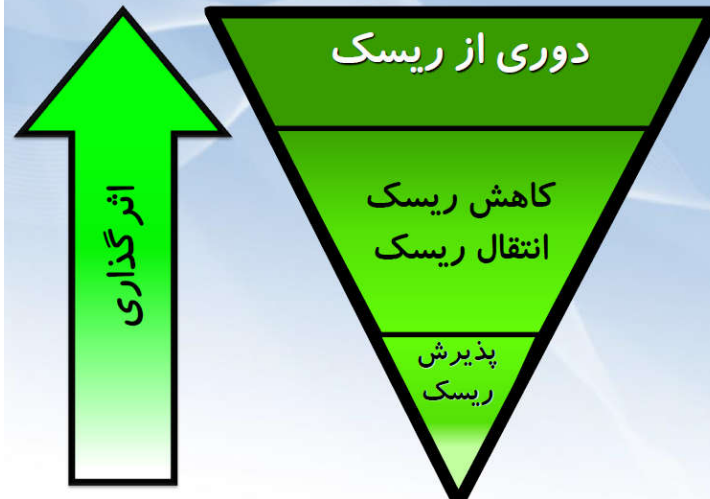 دوری از ریسک
کاهش ریسک
انتقال ریسک
پذیرش
ریسک
اثر گذاری